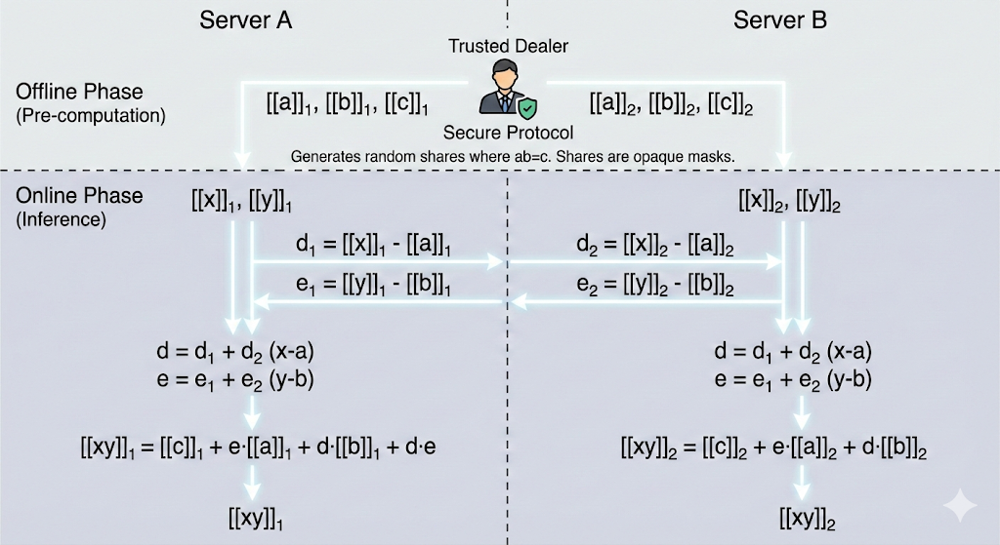 Server A
Server B
Trusted Dealer
Offline Phase
(Pre-computation)
[[a]]₁, [[b]]₁, [[c]]₁
[[a]]₂, [[b]]₂, [[c]]₂
Secure Protocol
Generates random shares where ab=c. Shares are opaque masks.
Online Phase
(Inference)
[[x]]₁, [[y]]₁
[[x]]₂, [[y]]₂
d₁ = [[x]]₁ - [[a]]₁
d₂ = [[x]]₂ - [[a]]₂
e₁ = [[y]]₁ - [[b]]₁
e₂ = [[y]]₂ - [[b]]₂
d = d₁ + d₂ (x-a)
e = e₁ + e₂ (y-b)
d = d₁ + d₂ (x-a)
e = e₁ + e₂ (y-b)
[[xy]]₁ = [[c]]₁ + e·[[a]]₁ + d·[[b]]₁ + d·e
[[xy]]₂ = [[c]]₂ + e·[[a]]₂ + d·[[b]]₂
[[xy]]₁
[[xy]]₂